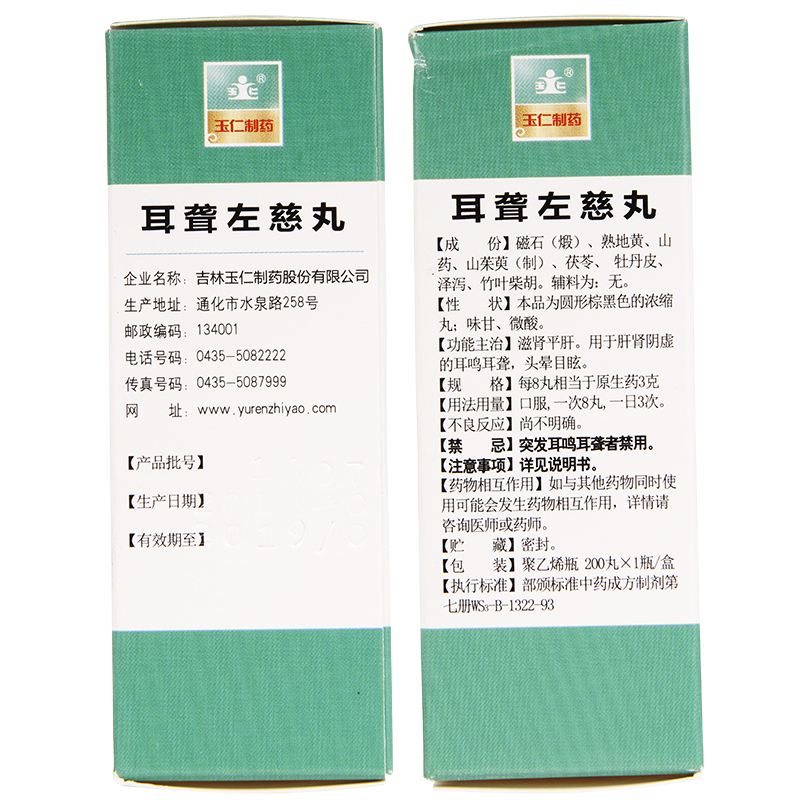 玉仁®
玉仁制药
耳聋左慈丸
企业名称：吉林玉仁制药股份有限公司
生产地址：通化市水泉路258号
邮政编码：134001
电话号码：0435-5082222
传真号码：0435-5087999
网 址：www.yurenzhiyao.com
【产品批号】
【生产日期】
【有效期至】
玉仁®
玉仁制药
耳聋左慈丸
【成 份】磁石（煅）、熟地黄、山
药、山茱萸（制）、茯苓、牡丹皮、
泽泻、竹叶柴胡。辅料为：无。
【性 状】本品为圆形棕黑色的浓缩
丸；味甘、微酸。
【功能主治】滋肾平肝。用于肝肾阴虚
的耳鸣耳聋，头晕目眩。
【规 格】每8丸相当于原生药3克
【用法用量】口服,一次8丸,一日3次。
【不良反应】尚不明确。
【禁 忌】突发耳鸣耳聋者禁用。
【注意事项】详见说明书。
【药物相互作用】如与其他药物同时使
用可能会发生药物相互作用，详情请
咨询医师或药师。
【贮 藏】密封。
【包 装】聚乙烯瓶 200丸×1瓶/盒
【执行标准】部颁标准中药成方制剂第
七册WS₃-B-1322-93